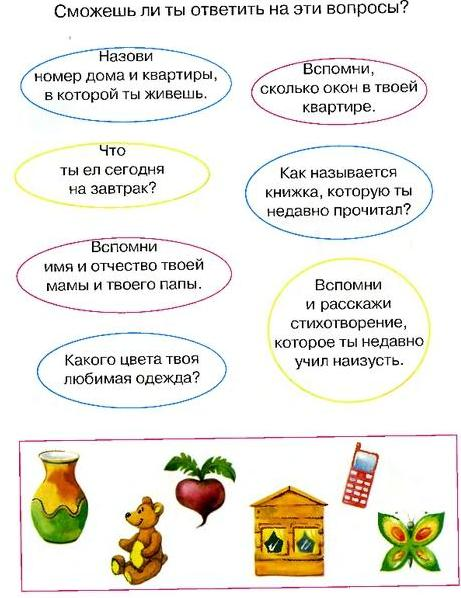 Сможешь ли ты ответить на эти вопросы?
Назови
номер дома и квартиры,
в которой ты живешь.
Вспомни,
сколько окон в твоей
квартире.
Что
ты ел сегодня
на завтрак?
Как называется
книжка, которую ты
недавно прочитал?
Вспомни
имя и отчество твоей
мамы и твоего папы.
Вспомни
и расскажи
стихотворение,
которое ты недавно
учил наизусть.
Какого цвета твоя
любимая одежда?